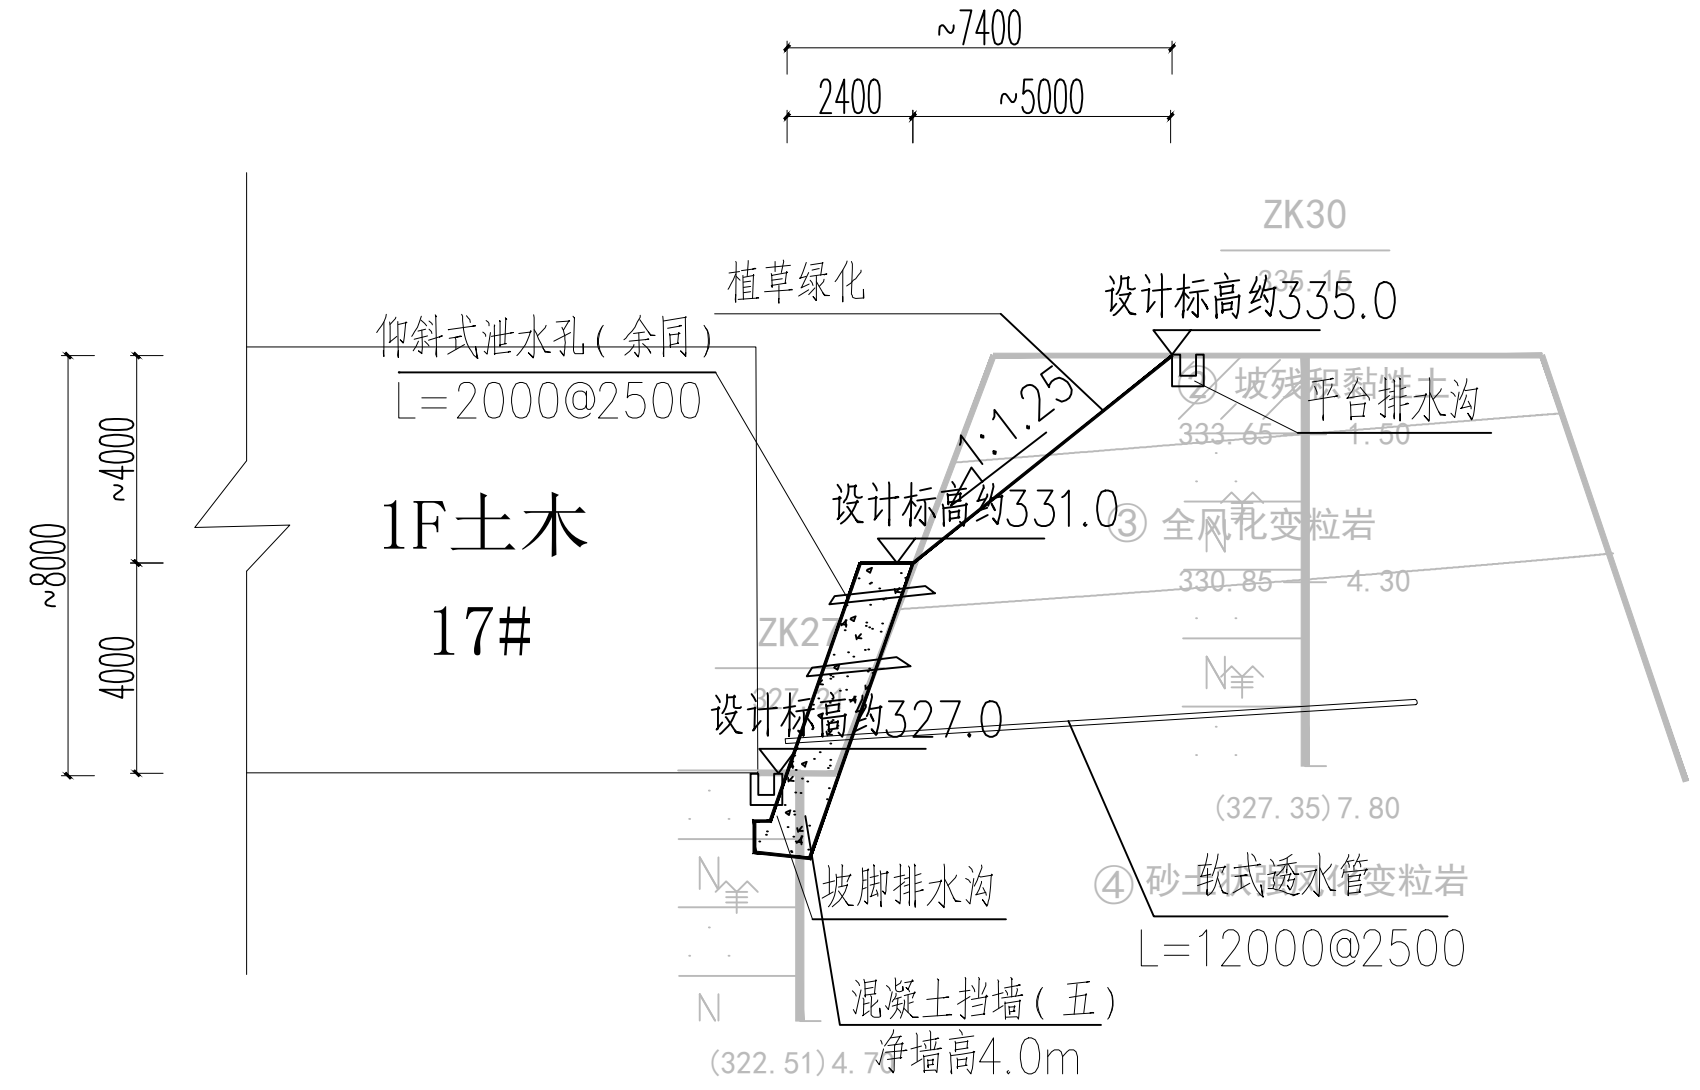 ~7400
2400
~5000
ZK30
335.15
设计标高约335.0
植草绿化
仰斜式泄水孔(余同)
L=2000@2500
② 坡残积黏性土
平台排水沟
333.65
1.50
1:1.25
~4000
~8000
4000
设计标高约331.0
③ 全风化变粒岩
1F土木
17#
330.85
4.30
ZK27
N
N
设计标高约327.0
(327.35)7.80
软式透水管
L=12000@2500
④ 砂土状强风化变粒岩
N
坡脚排水沟
N
混凝土挡墙(五)
净墙高4.0m
(322.51)4.70